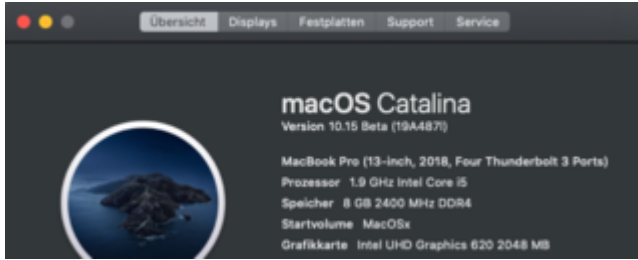 Übersicht Displays Festplatten Support Service
macOS Catalina
Version 10.15 Beta (19A487l)
MacBook Pro (13-inch, 2018, Four Thunderbolt 3 Ports)
Prozessor 1.9 GHz Intel Core i5
Speicher 8 GB 2400 MHz DDR4
Startvolume MacOSx
Grafikkarte Intel UHD Graphics 620 2048 MB